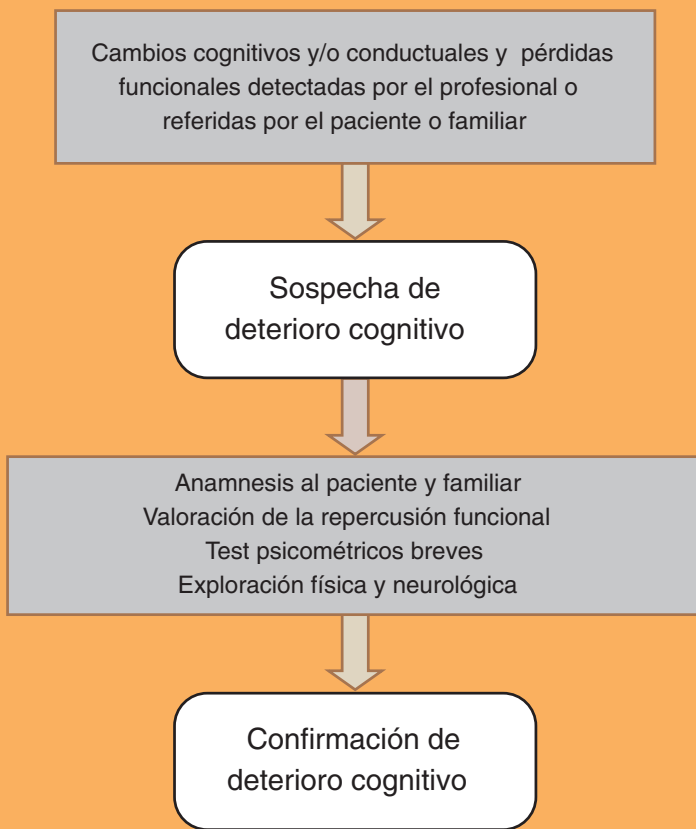 Cambios cognitivos y/o conductuales y pérdidas
funcionales detectadas por el profesional o
referidas por el paciente o familiar
Sospecha de
deterioro cognitivo
Anamnesis al paciente y familiar
Valoración de la repercusión funcional
Test psicométricos breves
Exploración física y neurológica
Confirmación de
deterioro cognitivo